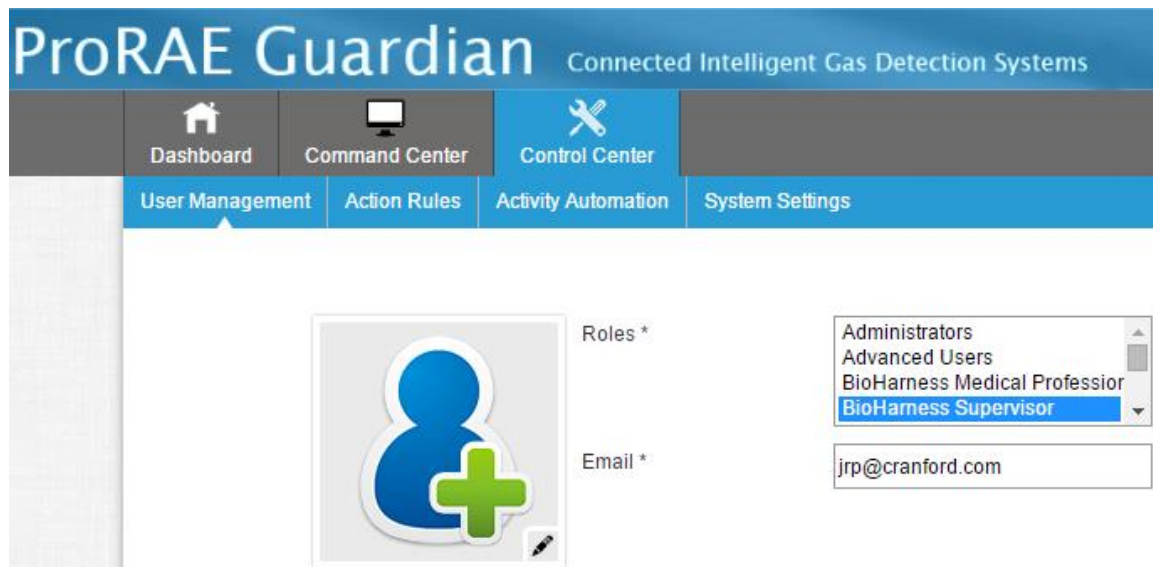 ProRAE Guardian Connected Intelligent Gas Detection Systems
Dashboard Command Center Control Center
User Management Action Rules Activity Automation System Settings
Roles *
Administrators
Advanced Users
BioHarness Medical Profession
BioHarness Supervisor
Email *
jrp@cranford.com